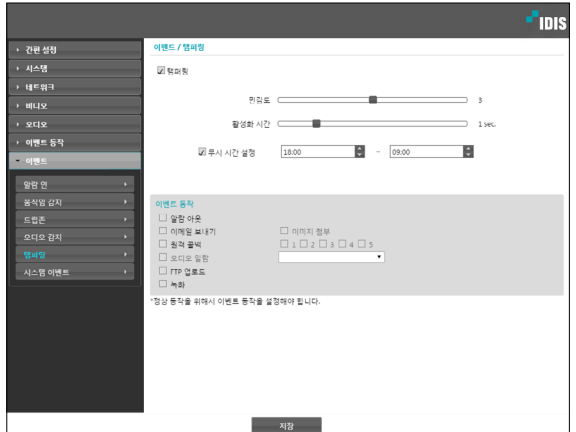 IDIS
간편 설정
시스템
네트워크
비디오
오디오
이벤트 동작
이벤트
알람 인
움직임 감지
드립존
오디오 감지
탬퍼링
시스템 이벤트
이벤트 / 탬퍼링
탬퍼링
민감도 3
활성화 시간 1 sec.
무시 시간 설정 18:00 ~ 09:00
이벤트 동작
알람 아웃
이메일 보내기 이미지 첨부
원격 콜백 1 2 3 4 5
오디오 알람
FTP 업로드
녹화
*정상 동작을 위해서 이벤트 동작을 설정해야 합니다.
저장